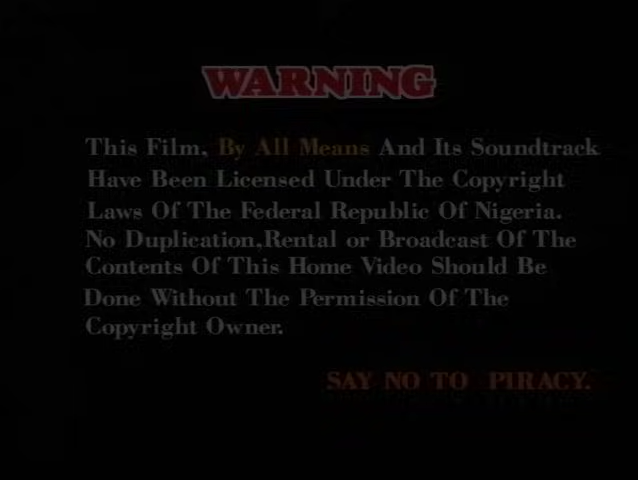 WARNING
This Film, By All Means And Its Soundtrack
Have Been Licensed Under The Copyright
Laws Of The Federal Republic Of Nigeria.
No Duplication,Rental or Broadcast Of The
Contents Of This Home Video Should Be
Done Without The Permission Of The
Copyright Owner.
SAY NO TO PIRACY.